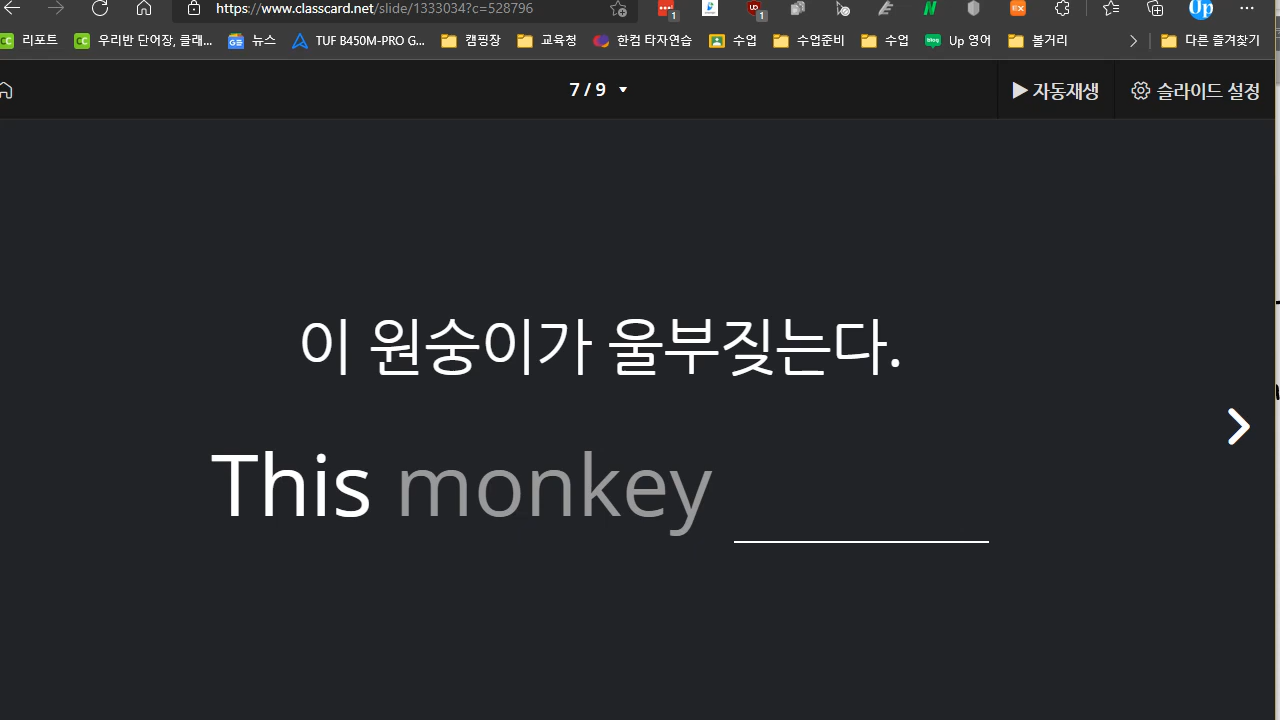 https://www.classcard.net/slide/1333034?c=528796
리포트 우리반 단어장, 클래... 뉴스 TUF B450M-PRO G... 캠핑장 교육청 한컴 타자연습 수업 수업준비 수업 Up 영어 볼거리 다른 즐겨찾기
7 / 9 자동재생 슬라이드 설정
이 원숭이가 울부짖는다.
This monkey